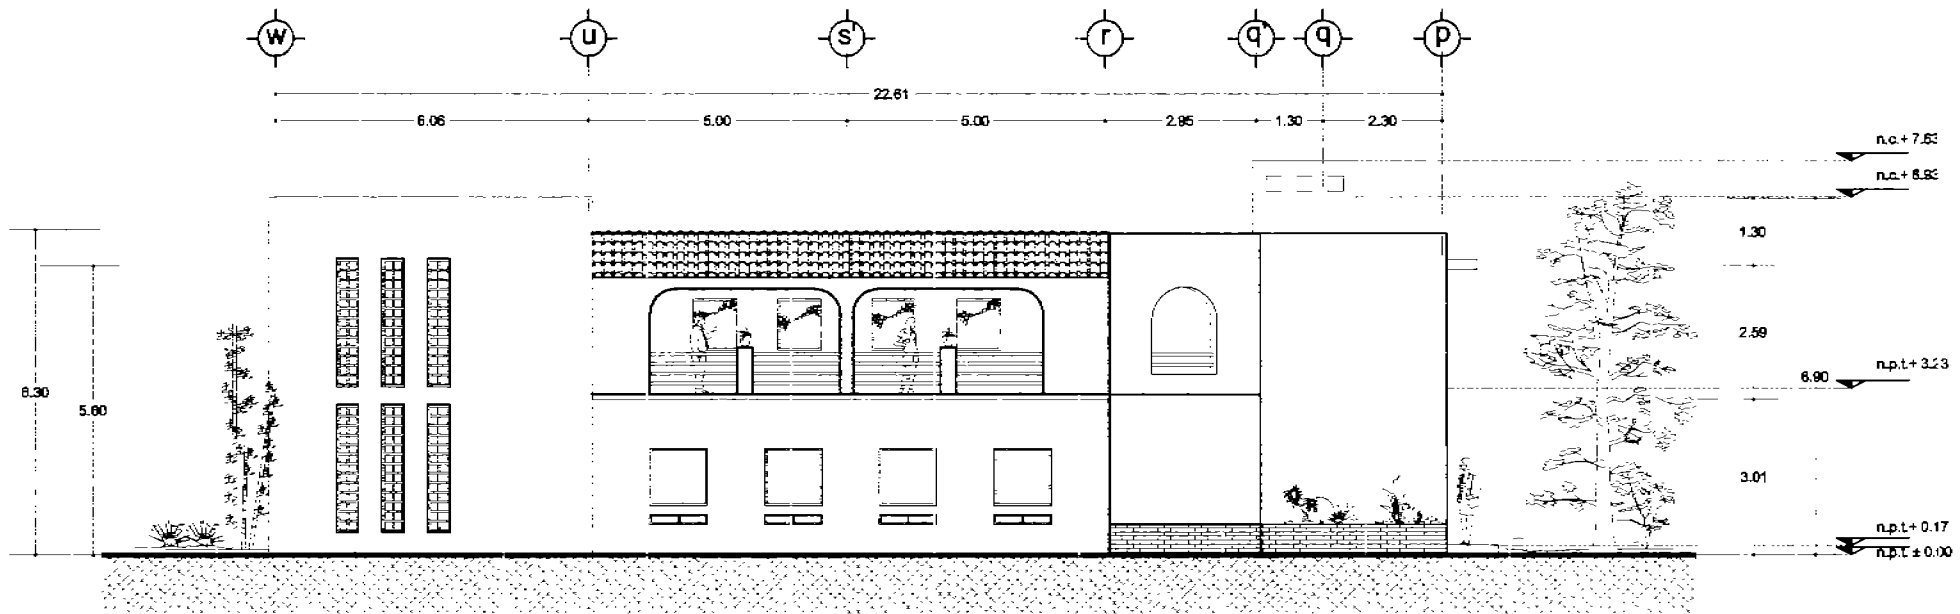 w u s' r q' q p
22.61
6.06 5.00 5.00 2.95 1.30 2.30
n.c.+ 7.63
n.c.+ 6.93
1.30
2.59
n.p.t.+ 3.23
6.90
6.30
5.60
3.01
n.p.t.+ 0.17
n.p.t.± 0.00